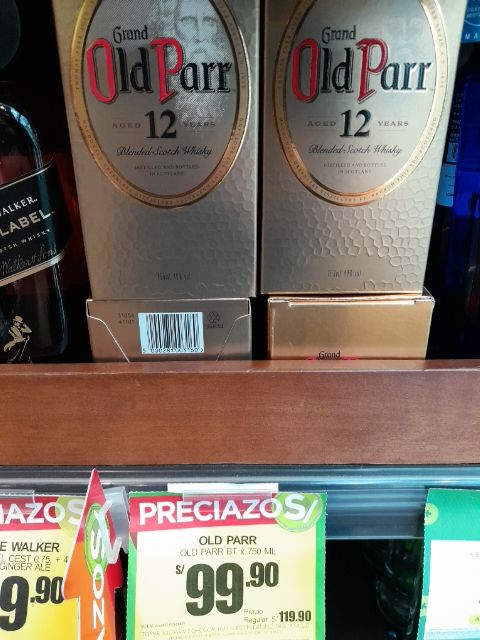 Grand
Old Parr
AGED 12 YEARS
Blended Scotch Whisky
DISTILLED AND BOTTLED
IN SCOTLAND
Grand
Old Parr
AGED 12 YEARS
Blended Scotch Whisky
DISTILLED AND BOTTLED
IN SCOTLAND
WALKER
LABEL
SCOTCH WHISKY
Grand
AZOS/
E WALKER
GINGER ALE
9.90
PRECIAZOS/
OLD PARR
OLD PARR BT x 750 ML
S/ 99.90
Precio
Regular S/ 119.90